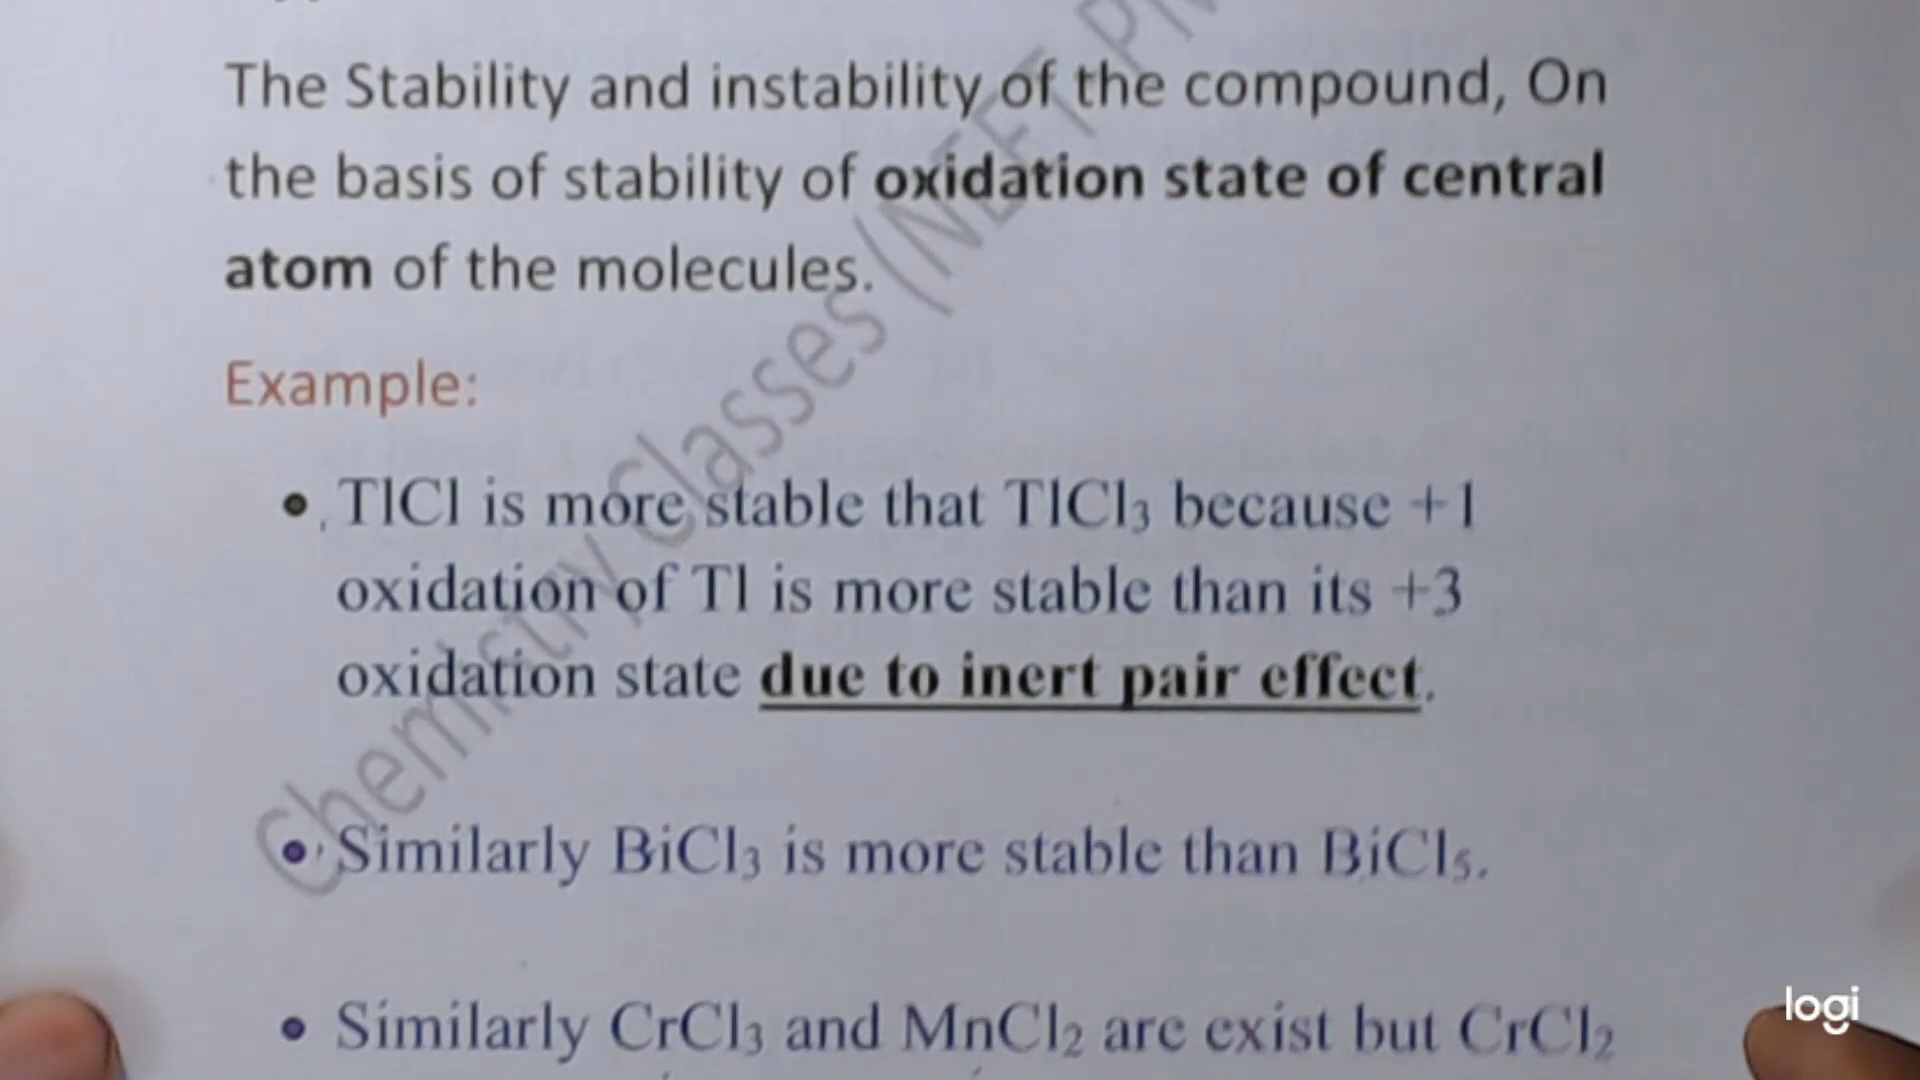 The Stability and instability of the compound, On
the basis of stability of oxidation state of central
atom of the molecules.
Example:
• TlCl is more stable that TlCl₃ because +1
oxidation of Tl is more stable than its +3
oxidation state due to inert pair effect.
• Similarly BiCl₃ is more stable than BiCl₅.
• Similarly CrCl₃ and MnCl₂ are exist but CrCl₂
Chemistry Classes (NEET
logi